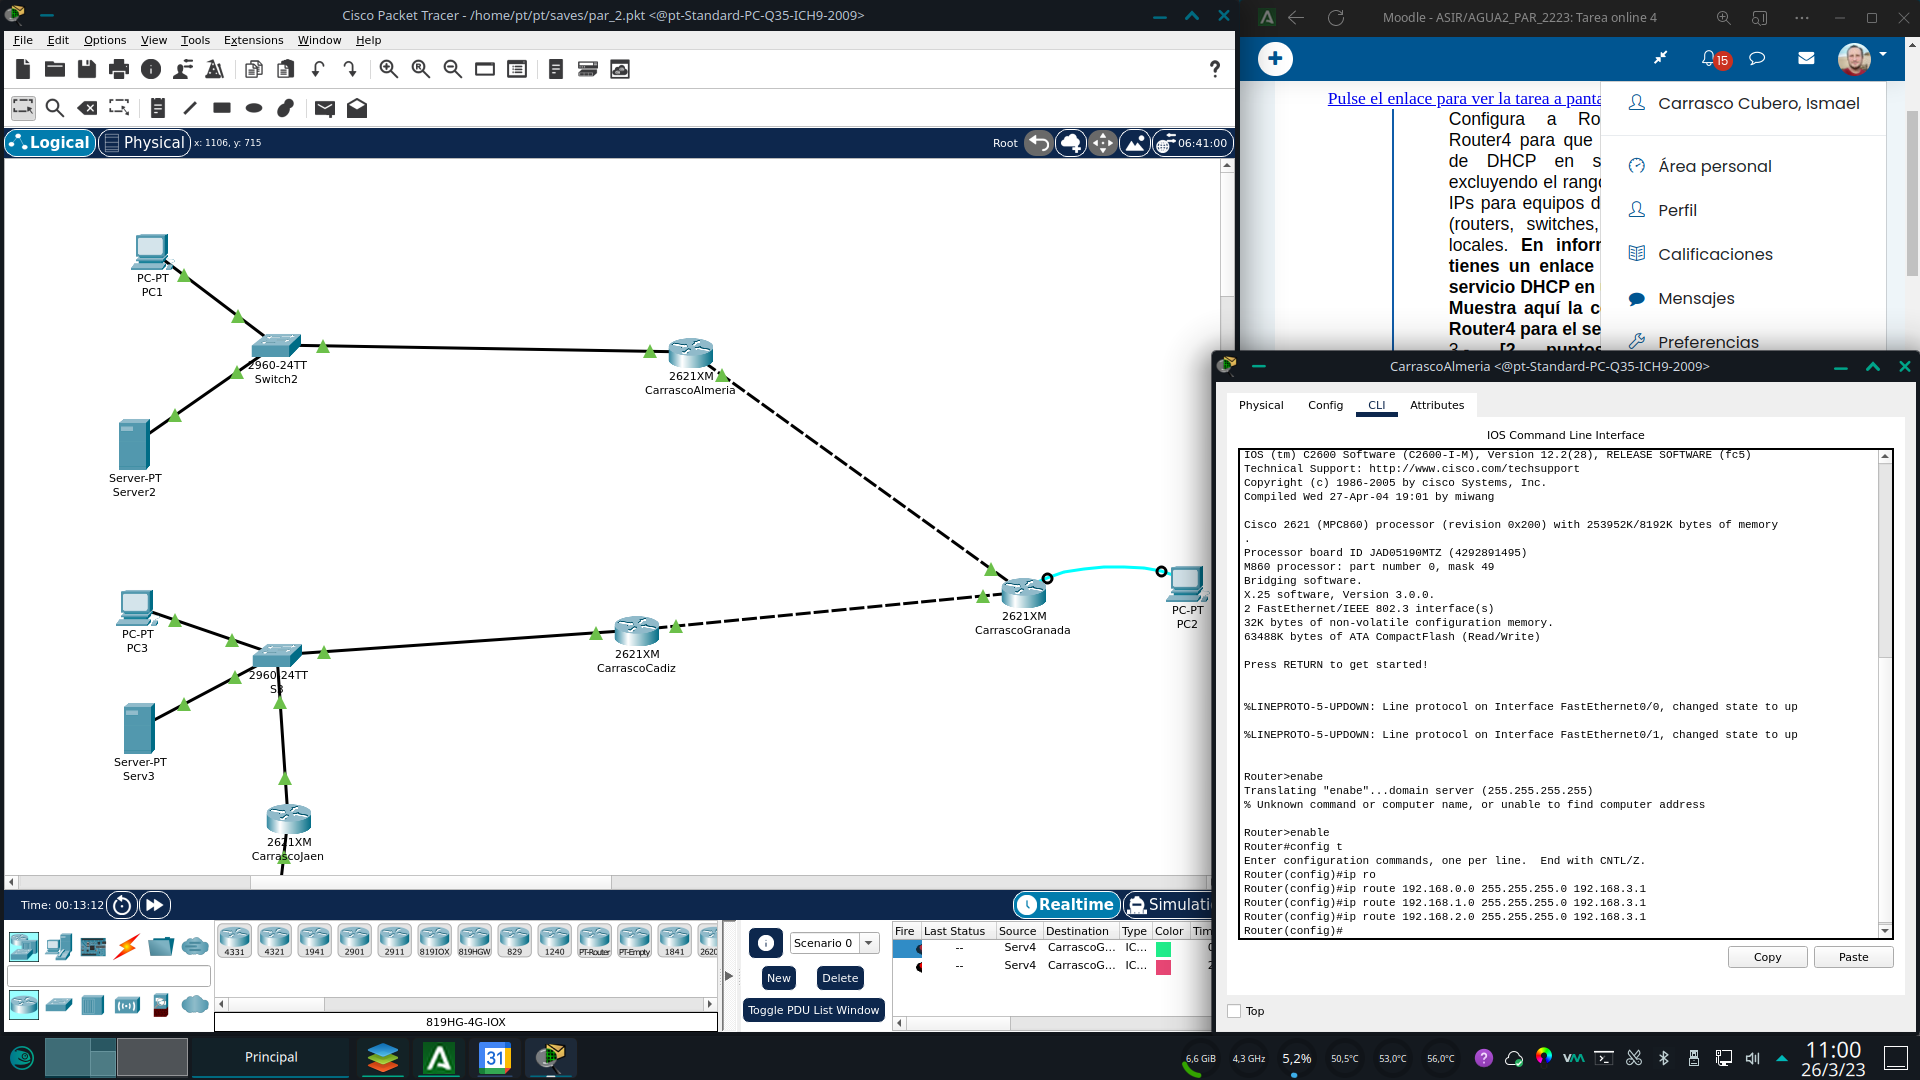 Cisco Packet Tracer - /home/pt/pt/saves/par_2.pkt <@pt-Standard-PC-Q35-ICH9-2009>
File Edit Options View Tools Extensions Window Help
Logical Physical x: 1106, y: 715
Root 06:41:00
PC-PT
PC1
2960-24TT
Switch2
Server-PT
Server2
2621XM
CarrascoAlmeria
PC-PT
PC3
2960-24TT
S3
Server-PT
Serv3
2621XM
CarrascoCadiz
2621XM
CarrascoGranada
PC-PT
PC2
2621XM
CarrascoJaen
Time: 00:13:12
Realtime Simulati
4331 4321 1941 2901 2911 819IOX 819HGW 829 1240 PT-Router PT-Empty 1841 2620
819HG-4G-IOX
Scenario 0
New Delete
Toggle PDU List Window
Fire Last Status Source Destination Type Color Tim
-- Serv4 CarrascoG... IC...
-- Serv4 CarrascoG... IC...
Moodle - ASIR/AGUA2_PAR_2223: Tarea online 4
15
Pulse el enlace para ver la tarea a panta
Configura a Ro
Router4 para que
de DHCP en s
excluyendo el rango
IPs para equipos d
(routers, switches,
locales. En inforr
tienes un enlace
servicio DHCP en
Muestra aquí la c
Router4 para el se
3.- [2 puntos
Carrasco Cubero, Ismael
Área personal
Perfil
Calificaciones
Mensajes
Preferencias
CarrascoAlmeria <@pt-Standard-PC-Q35-ICH9-2009>
Physical Config CLI Attributes
IOS Command Line Interface
IOS (tm) C2600 Software (C2600-I-M), Version 12.2(28), RELEASE SOFTWARE (fc5)
Technical Support: http://www.cisco.com/techsupport
Copyright (c) 1986-2005 by cisco Systems, Inc.
Compiled Wed 27-Apr-04 19:01 by miwang
Cisco 2621 (MPC860) processor (revision 0x200) with 253952K/8192K bytes of memory
.
Processor board ID JAD05190MTZ (4292891495)
M860 processor: part number 0, mask 49
Bridging software.
X.25 software, Version 3.0.0.
2 FastEthernet/IEEE 802.3 interface(s)
32K bytes of non-volatile configuration memory.
63488K bytes of ATA CompactFlash (Read/Write)
Press RETURN to get started!
%LINEPROTO-5-UPDOWN: Line protocol on Interface FastEthernet0/0, changed state to up
%LINEPROTO-5-UPDOWN: Line protocol on Interface FastEthernet0/1, changed state to up
Router>enabe
Translating "enabe"...domain server (255.255.255.255)
% Unknown command or computer name, or unable to find computer address
Router>enable
Router#config t
Enter configuration commands, one per line. End with CNTL/Z.
Router(config)#ip ro
Router(config)#ip route 192.168.0.0 255.255.255.0 192.168.3.1
Router(config)#ip route 192.168.1.0 255.255.255.0 192.168.3.1
Router(config)#ip route 192.168.2.0 255.255.255.0 192.168.3.1
Router(config)#
Copy Paste
Top
Principal
31
6,6 GiB 4,3 GHz 5,2% 50,5°C 53,0°C 56,0°C
11:00
26/3/23